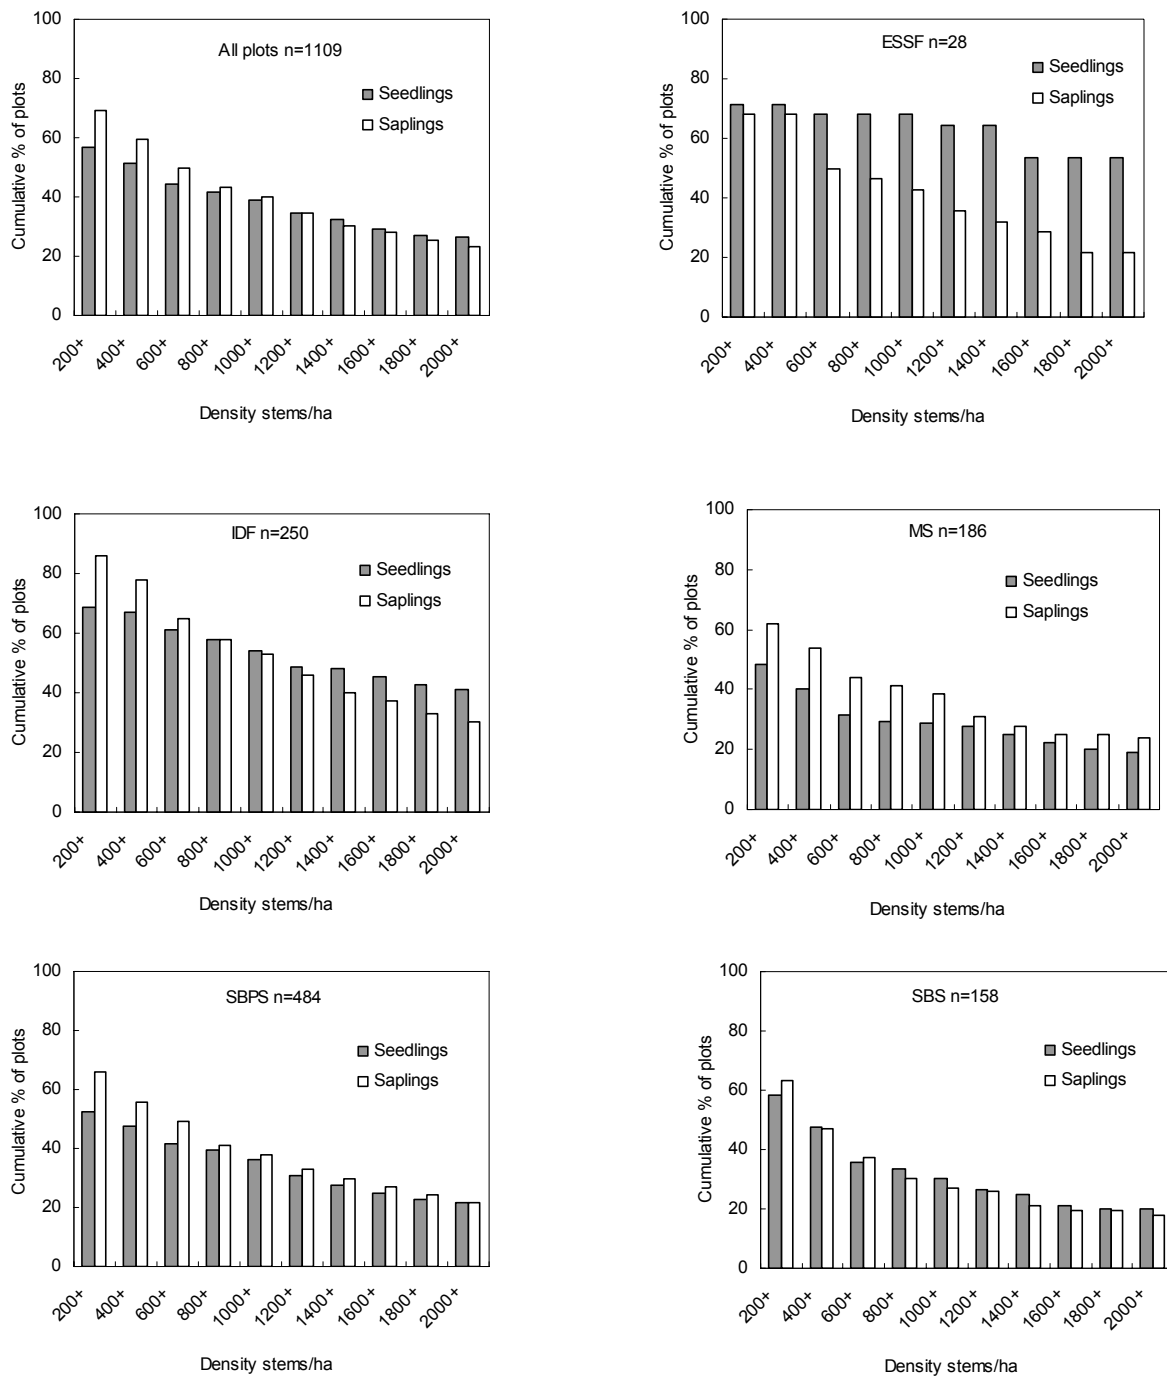 All plots n=1109
Seedlings
Saplings
Cumulative % of plots
100
80
60
40
20
0
200+ 400+ 600+ 800+ 1000+ 1200+ 1400+ 1600+ 1800+ 2000+
Density stems/ha
ESSF n=28
Seedlings
Saplings
Cumulative % of plots
100
80
60
40
20
0
200+ 400+ 600+ 800+ 1000+ 1200+ 1400+ 1600+ 1800+ 2000+
Density stems/ha
IDF n=250
Seedlings
Saplings
Cumulative % of plots
100
80
60
40
20
0
200+ 400+ 600+ 800+ 1000+ 1200+ 1400+ 1600+ 1800+ 2000+
Density stems/ha
MS n=186
Seedlings
Saplings
Cumulative % of plots
100
80
60
40
20
0
200+ 400+ 600+ 800+ 1000+ 1200+ 1400+ 1600+ 1800+ 2000+
Density stems/ha
SBPS n=484
Seedlings
Saplings
Cumulative % of plots
100
80
60
40
20
0
200+ 400+ 600+ 800+ 1000+ 1200+ 1400+ 1600+ 1800+ 2000+
Density stems/ha
SBS n=158
Seedlings
Saplings
Cumulative % of plots
100
80
60
40
20
0
200+ 400+ 600+ 800+ 1000+ 1200+ 1400+ 1600+ 1800+ 2000+
Density stems/ha